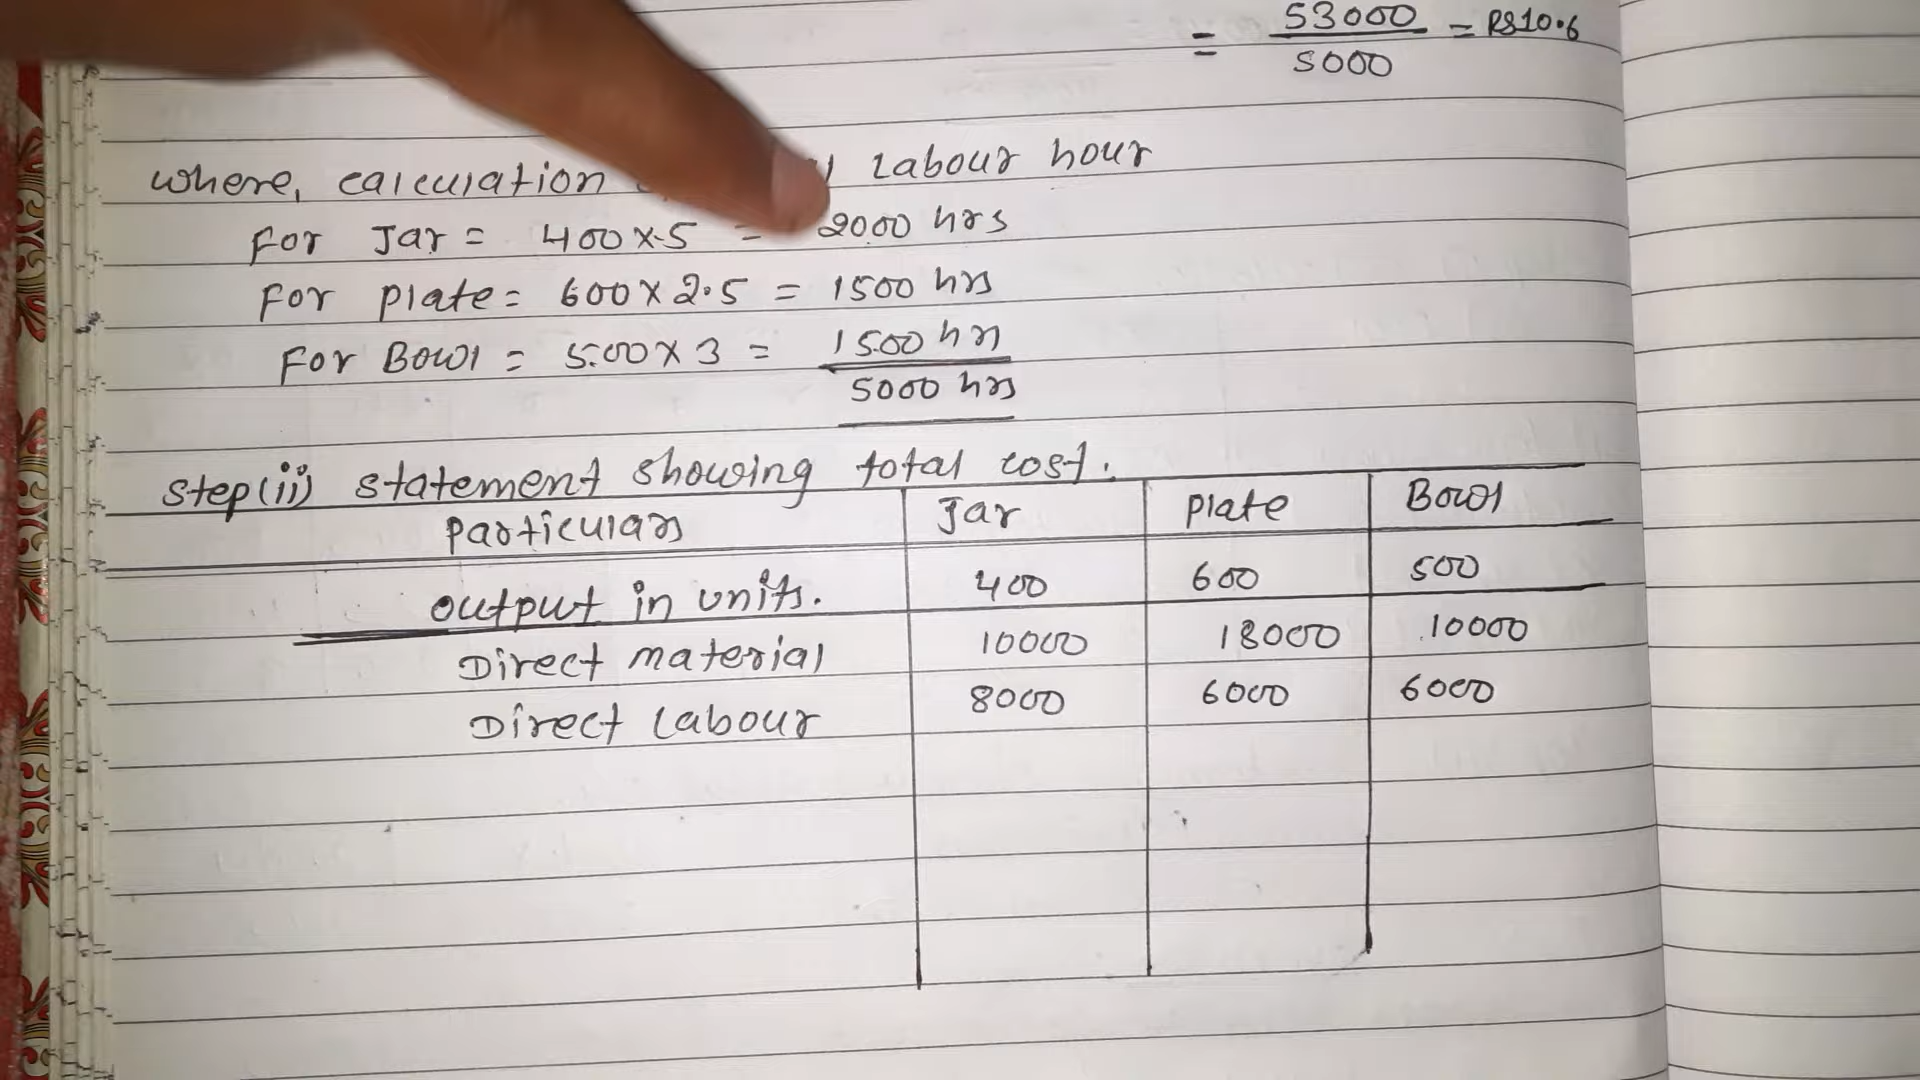 = 53000 / 5000 = RS10.6
where, calculation labour hour
For Jar = 400 x 5 = 2000 hrs
For plate = 600 x 2.5 = 1500 hrs
For Bowl = 500 x 3 = 1500 hrs
5000 hrs
Step(ii) statement showing total cost.
Particulars Jar Plate Bowl
Output in units. 400 600 500
Direct material 10000 18000 10000
Direct Labour 8000 6000 6000